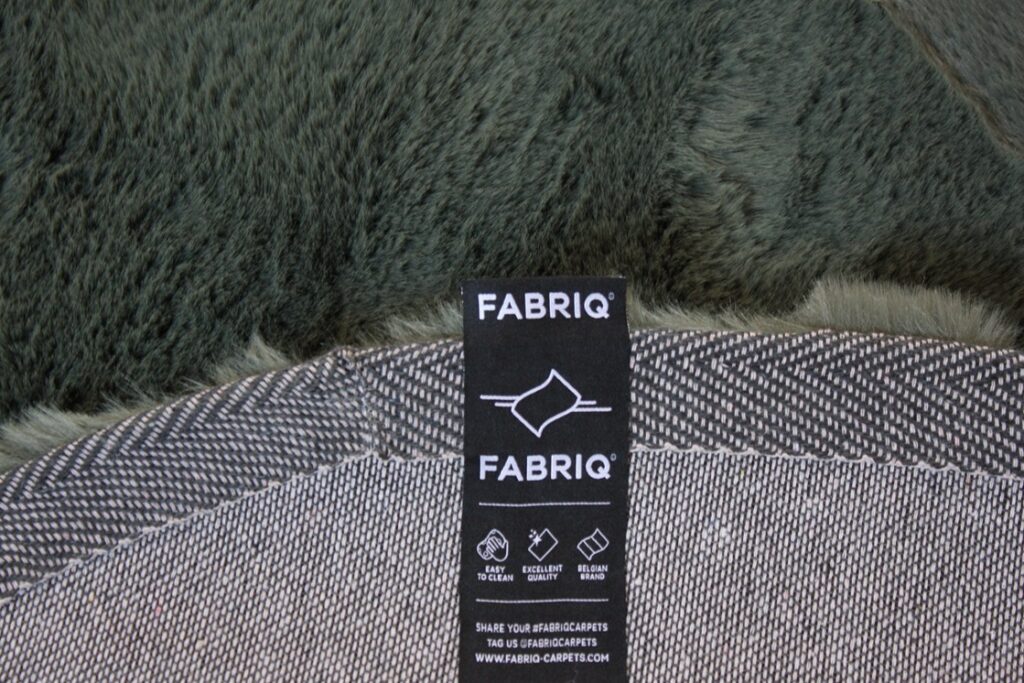 FABRIQ©
FABRIQ©
EASY TO CLEAN
EXCELLENT QUALITY
BELGIAN BRAND
SHARE YOUR #FABRIQCARPETS
TAG US @FABRIQCARPETS
WWW.FABRIQ-CARPETS.COM